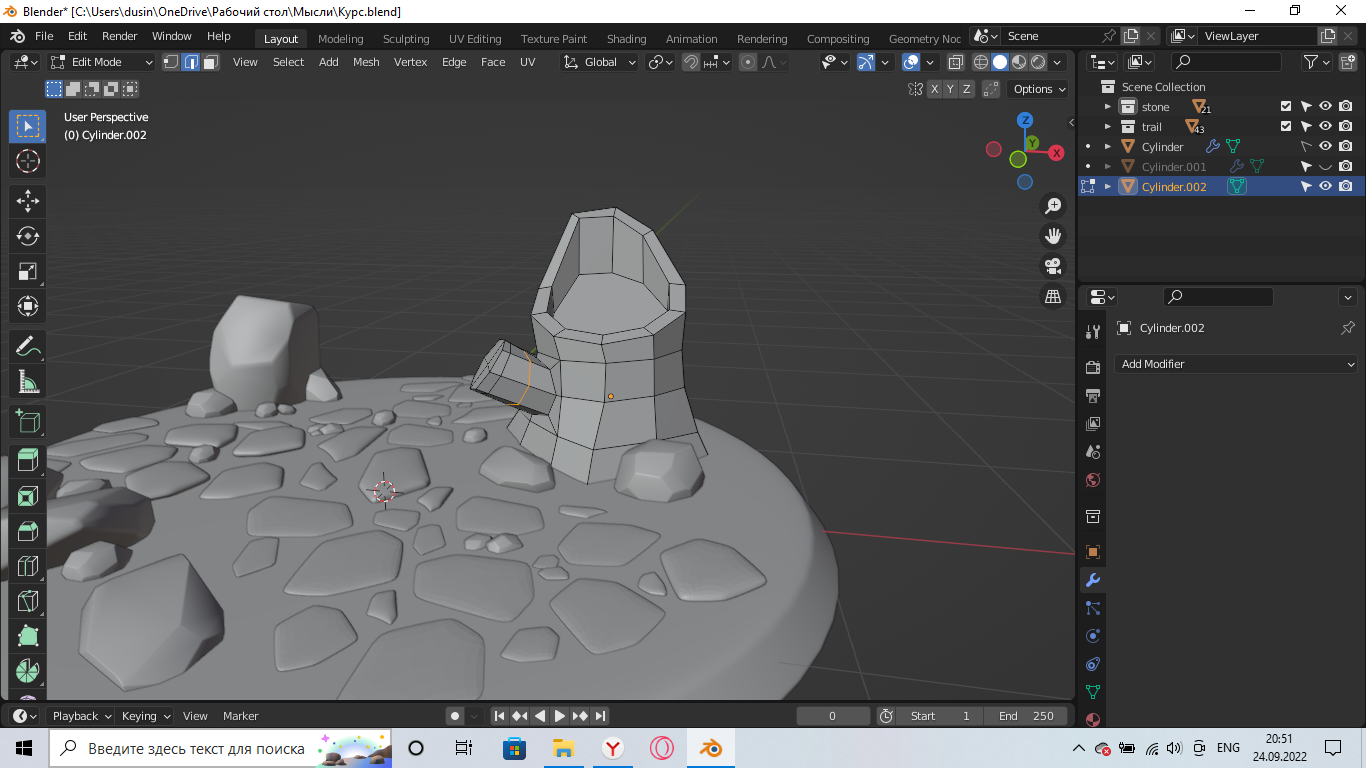 Blender* [C:\Users\dusin\OneDrive\Рабочий стол\Мысли\Курс.blend]
File Edit Render Window Help Layout Modeling Sculpting UV Editing Texture Paint Shading Animation Rendering Compositing Geometry Noc Scene ViewLayer
Edit Mode View Select Add Mesh Vertex Edge Face UV Global
X Y Z Options
User Perspective
(0) Cylinder.002
Z
Y
X
Scene Collection
stone 21
trail 43
Cylinder
Cylinder.001
Cylinder.002
Cylinder.002
Add Modifier
Playback Keying View Marker 0 Start 1 End 250
Введите здесь текст для поиска
ENG
20:51
24.09.2022